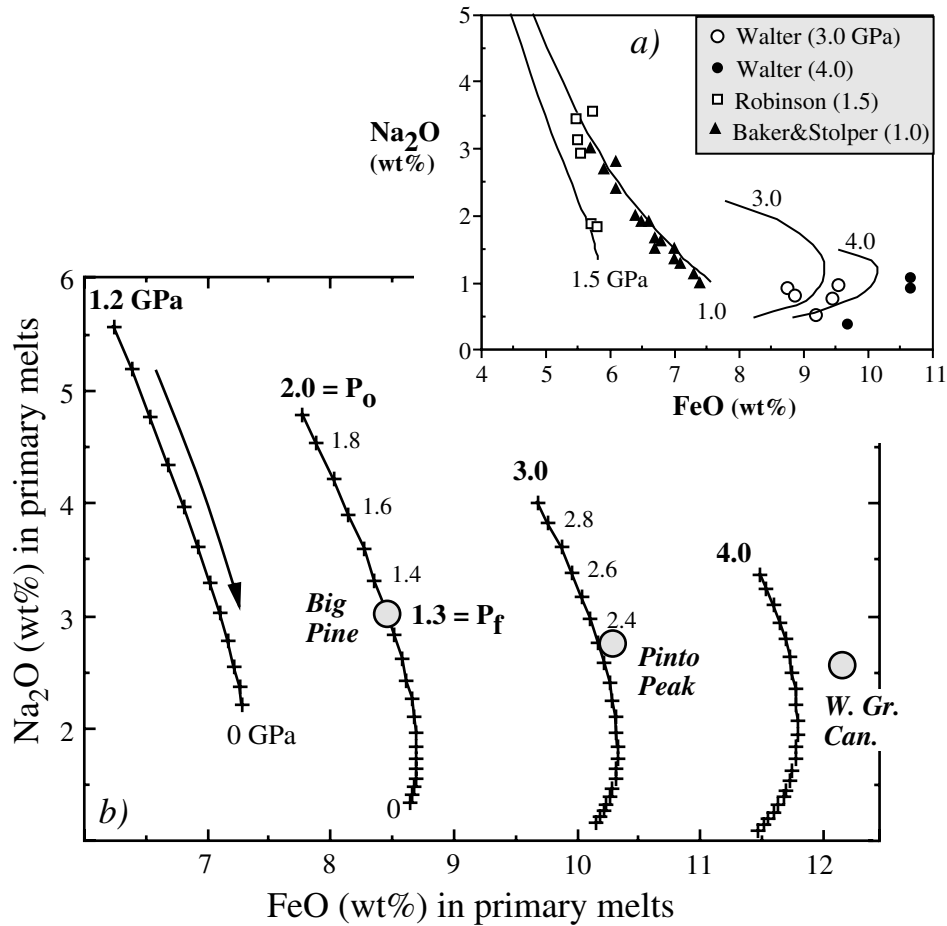 a)
Walter (3.0 GPa)
Walter (4.0)
Robinson (1.5)
Baker&Stolper (1.0)
Na2O
(wt%)
5
4
3
2
1
0
3.0
4.0
1.5 GPa
1.0
4 5 6 7 8 9 10 11
FeO (wt%)
b)
Na2O (wt%) in primary melts
6
5
4
3
2
1.2 GPa
0 GPa
2.0 = Po
1.8
1.6
1.4
Big
Pine
1.3 = Pf
0
3.0
2.8
2.6
2.4
Pinto
Peak
4.0
W. Gr.
Can.
7 8 9 10 11 12
FeO (wt%) in primary melts